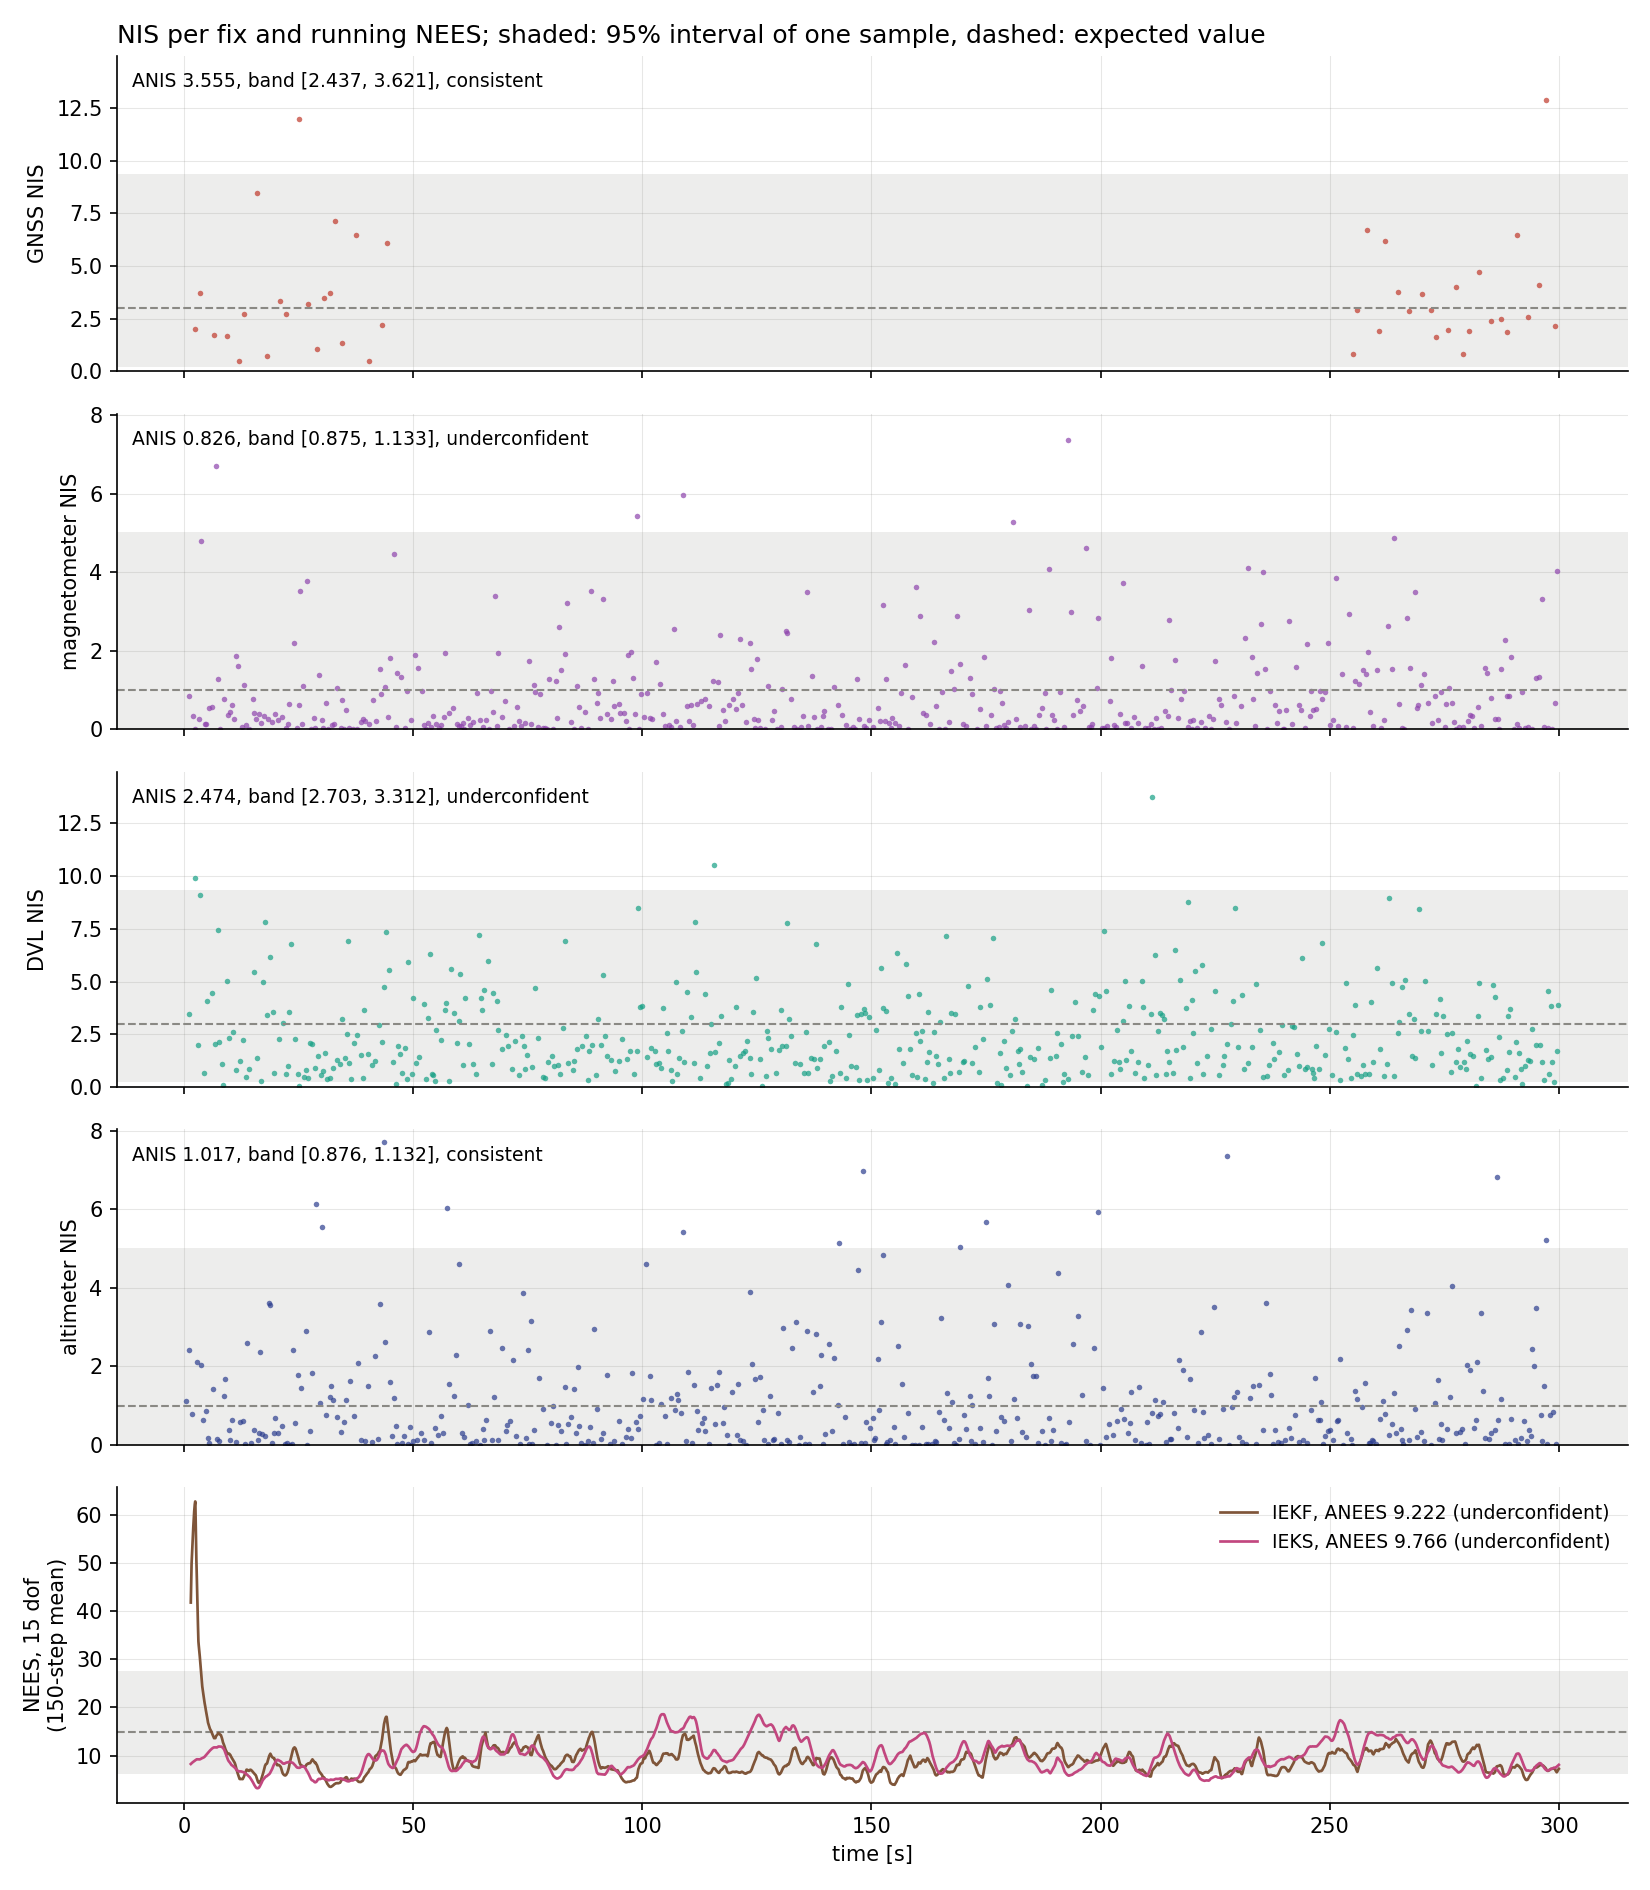 NIS per fix and running NEES; shaded: 95% interval of one sample, dashed: expected value
ANIS 3.555, band [2.437, 3.621], consistent
GNSS NIS
12.5
10.0
7.5
5.0
2.5
0.0
ANIS 0.826, band [0.875, 1.133], underconfident
magnetometer NIS
8
6
4
2
0
ANIS 2.474, band [2.703, 3.312], underconfident
DVL NIS
12.5
10.0
7.5
5.0
2.5
0.0
ANIS 1.017, band [0.876, 1.132], consistent
altimeter NIS
8
6
4
2
0
IEKF, ANEES 9.222 (underconfident)
IEKS, ANEES 9.766 (underconfident)
NEES, 15 dof
(150-step mean)
60
50
40
30
20
10
0 50 100 150 200 250 300
time [s]